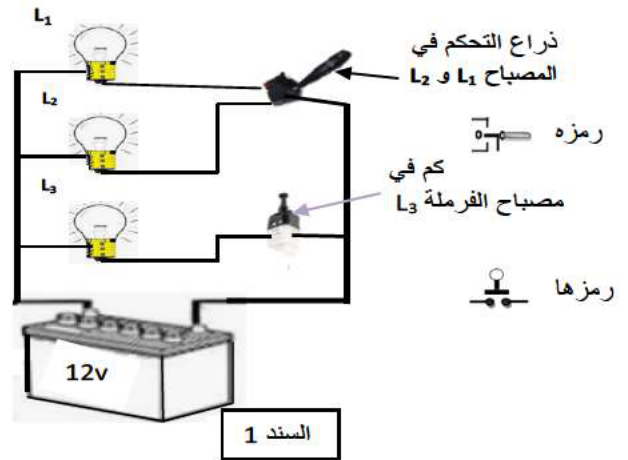 L1
ذراع التحكم في
المصباح L1 و L2
L2
رمزه
كم في
مصباح الفرملة L3
L3
رمزها
12v
السند 1